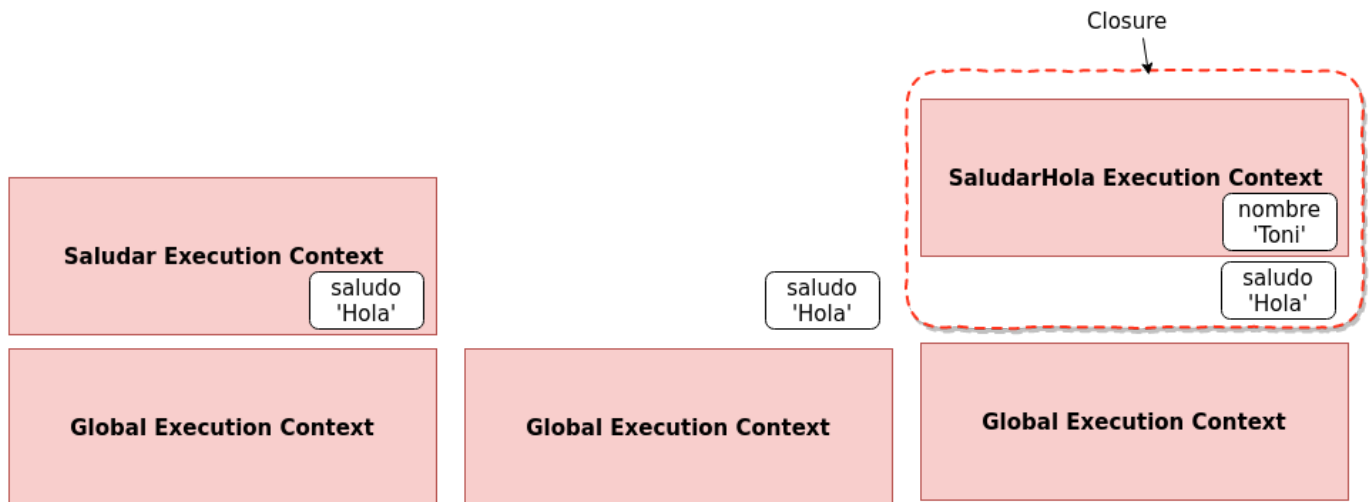 Closure
SaludarHola Execution Context
nombre
'Toni'
Saludar Execution Context
saludo
'Hola'
saludo
'Hola'
saludo
'Hola'
Global Execution Context
Global Execution Context
Global Execution Context